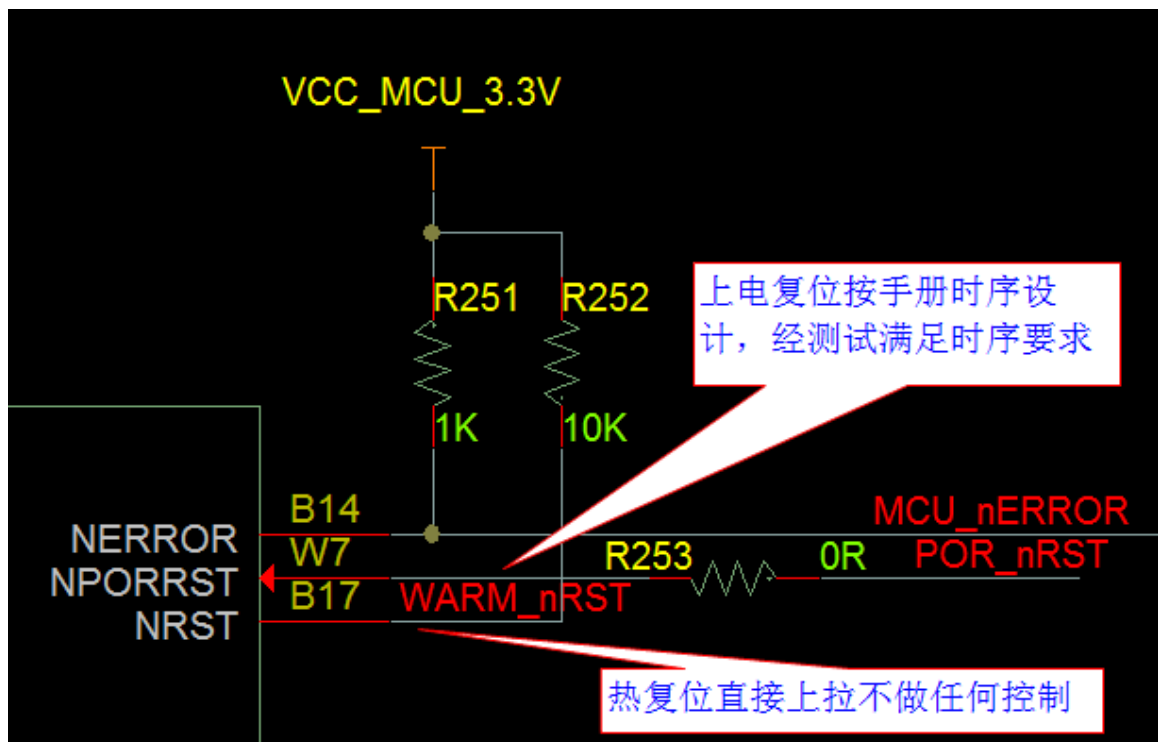 VCC_MCU_3.3V
R251
R252
1K
10K
上电复位按手册时序设
计，经测试满足时序要求
NERROR
B14
MCU_nERROR
NPORRST
W7
R253
0R
POR_nRST
NRST
B17
WARM_nRST
热复位直接上拉不做任何控制